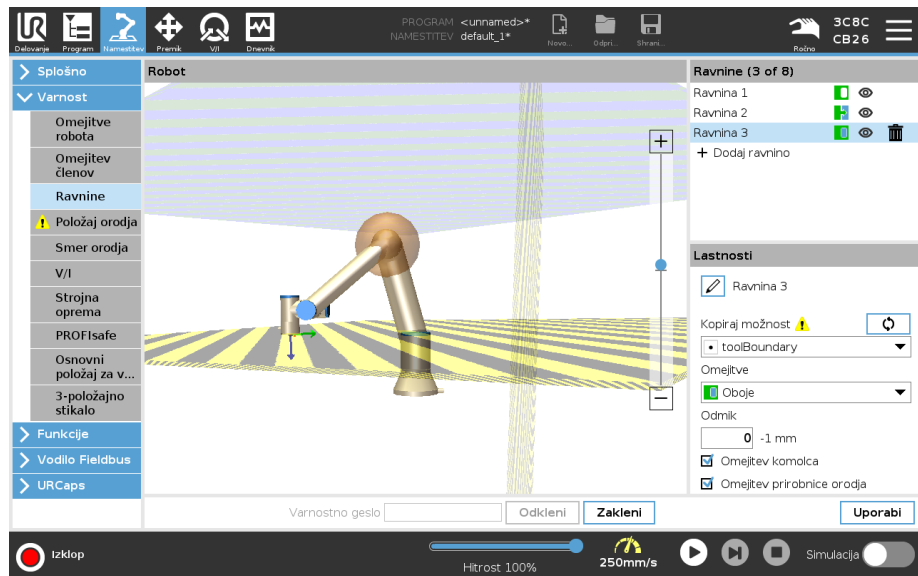 UR
PROGRAM <unnamed>*
NAMESTITEV default_1*
3C8C
CB26
Delovanje Program Namestitev Premik V/I Dnevnik Novo... Odpri... Shrani... Ročno
Splošno
Varnost
Omejitve
robota
Omejitev
členov
Ravnine
Položaj orodja
Smer orodja
V/I
Strojna
oprema
PROFIsafe
Osnovni
položaj za v...
3-položajno
stikalo
Funkcije
Vodilo Fieldbus
URCaps
Robot
Ravnine (3 of 8)
Ravnina 1
Ravnina 2
Ravnina 3
+ Dodaj ravnino
Lastnosti
Ravnina 3
Kopiraj možnost
toolBoundary
Omejitve
Oboje
Odmik
0 -1 mm
Omejitev komolca
Omejitev prirobnice orodja
Varnostno geslo Odkleni Zakleni Uporabi
Izklop
Hitrost 100%
250mm/s
Simulacija